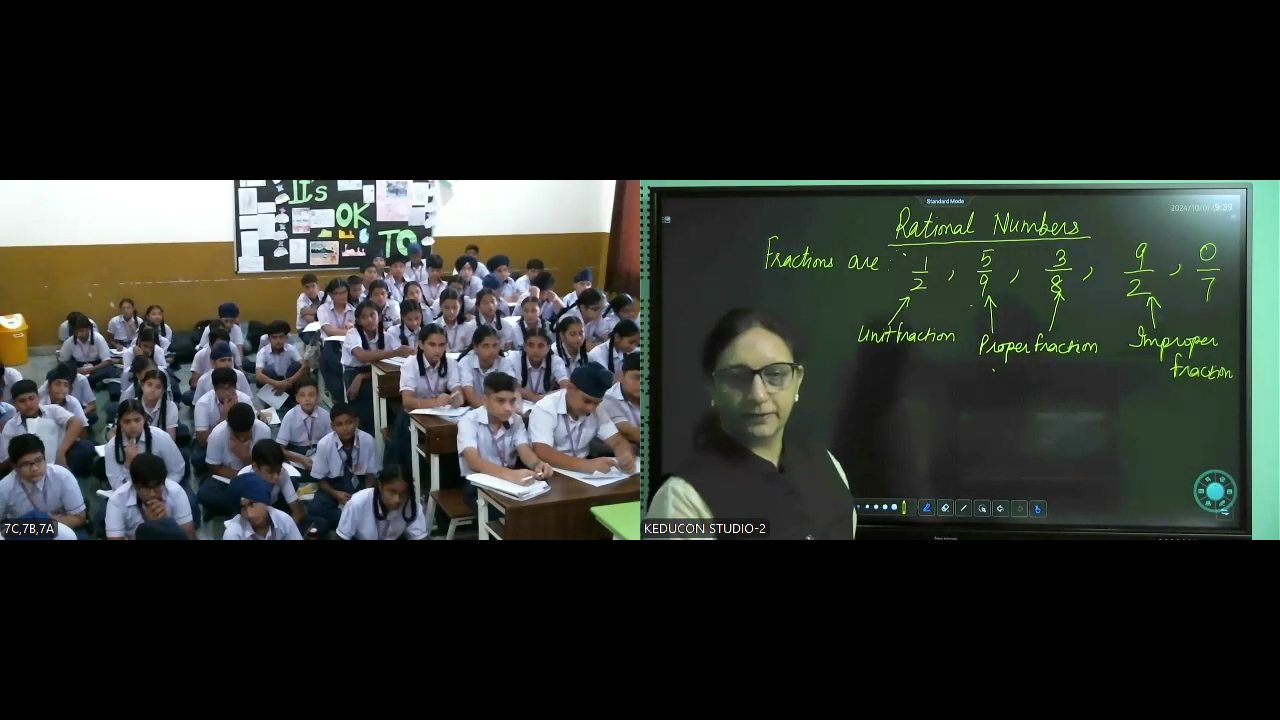 It's
OK
TO
7C,7B,7A
Standard Mode
Rational Numbers
Fractions are : 1/2 , 5/9 , 3/8 , 9/2 , 0/7
Unit fraction
Proper fraction
Improper
fraction
KEDUCON STUDIO-2